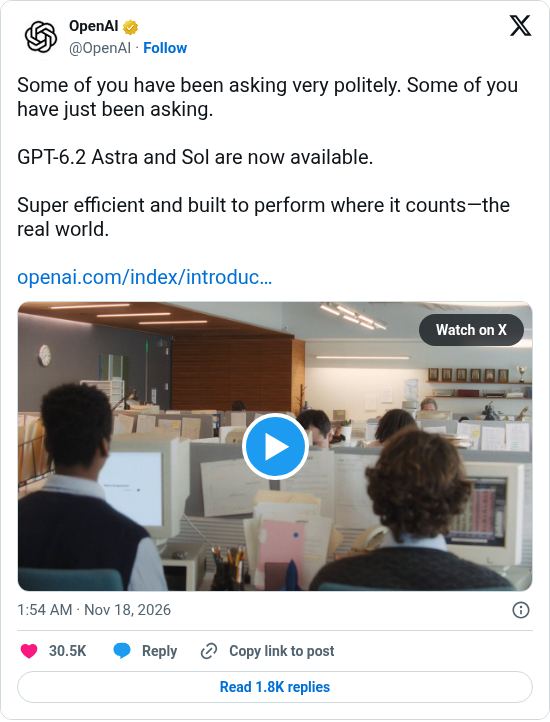 OpenAI
@OpenAI · Follow
Some of you have been asking very politely. Some of you
have just been asking.
GPT-6.2 Astra and Sol are now available.
Super efficient and built to perform where it counts—the
real world.
openai.com/index/introduc…
Watch on X
1:54 AM · Nov 18, 2026
30.5K
Reply
Copy link to post
Read 1.8K replies